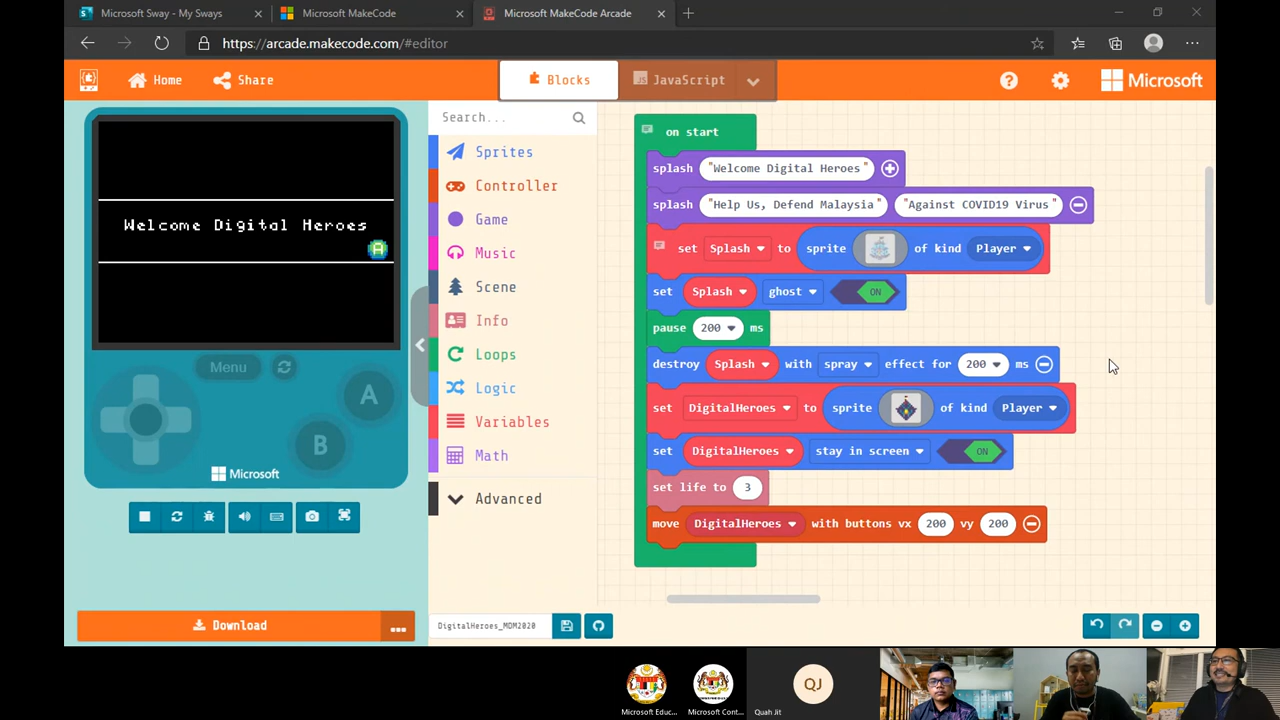 Microsoft Sway - My Sways
Microsoft MakeCode
Microsoft MakeCode Arcade
https://arcade.makecode.com/#editor
Home
Share
Blocks
JS
JavaScript
Microsoft
Welcome Digital Heroes
A
Menu
A
B
Microsoft
Download
Search...
Sprites
Controller
Game
Music
Scene
Info
Loops
Logic
Variables
Math
Advanced
DigitalHeroes_MDM2020
on start
splash "Welcome Digital Heroes"
splash "Help Us, Defend Malaysia" "Against COVID19 Virus"
set Splash to sprite of kind Player
set Splash ghost ON
pause 200 ms
destroy Splash with spray effect for 200 ms
set DigitalHeroes to sprite of kind Player
set DigitalHeroes stay in screen ON
set life to 3
move DigitalHeroes with buttons vx 200 vy 200
QJ
Microsoft Educ...
Microsoft Cont...
Quah Jit